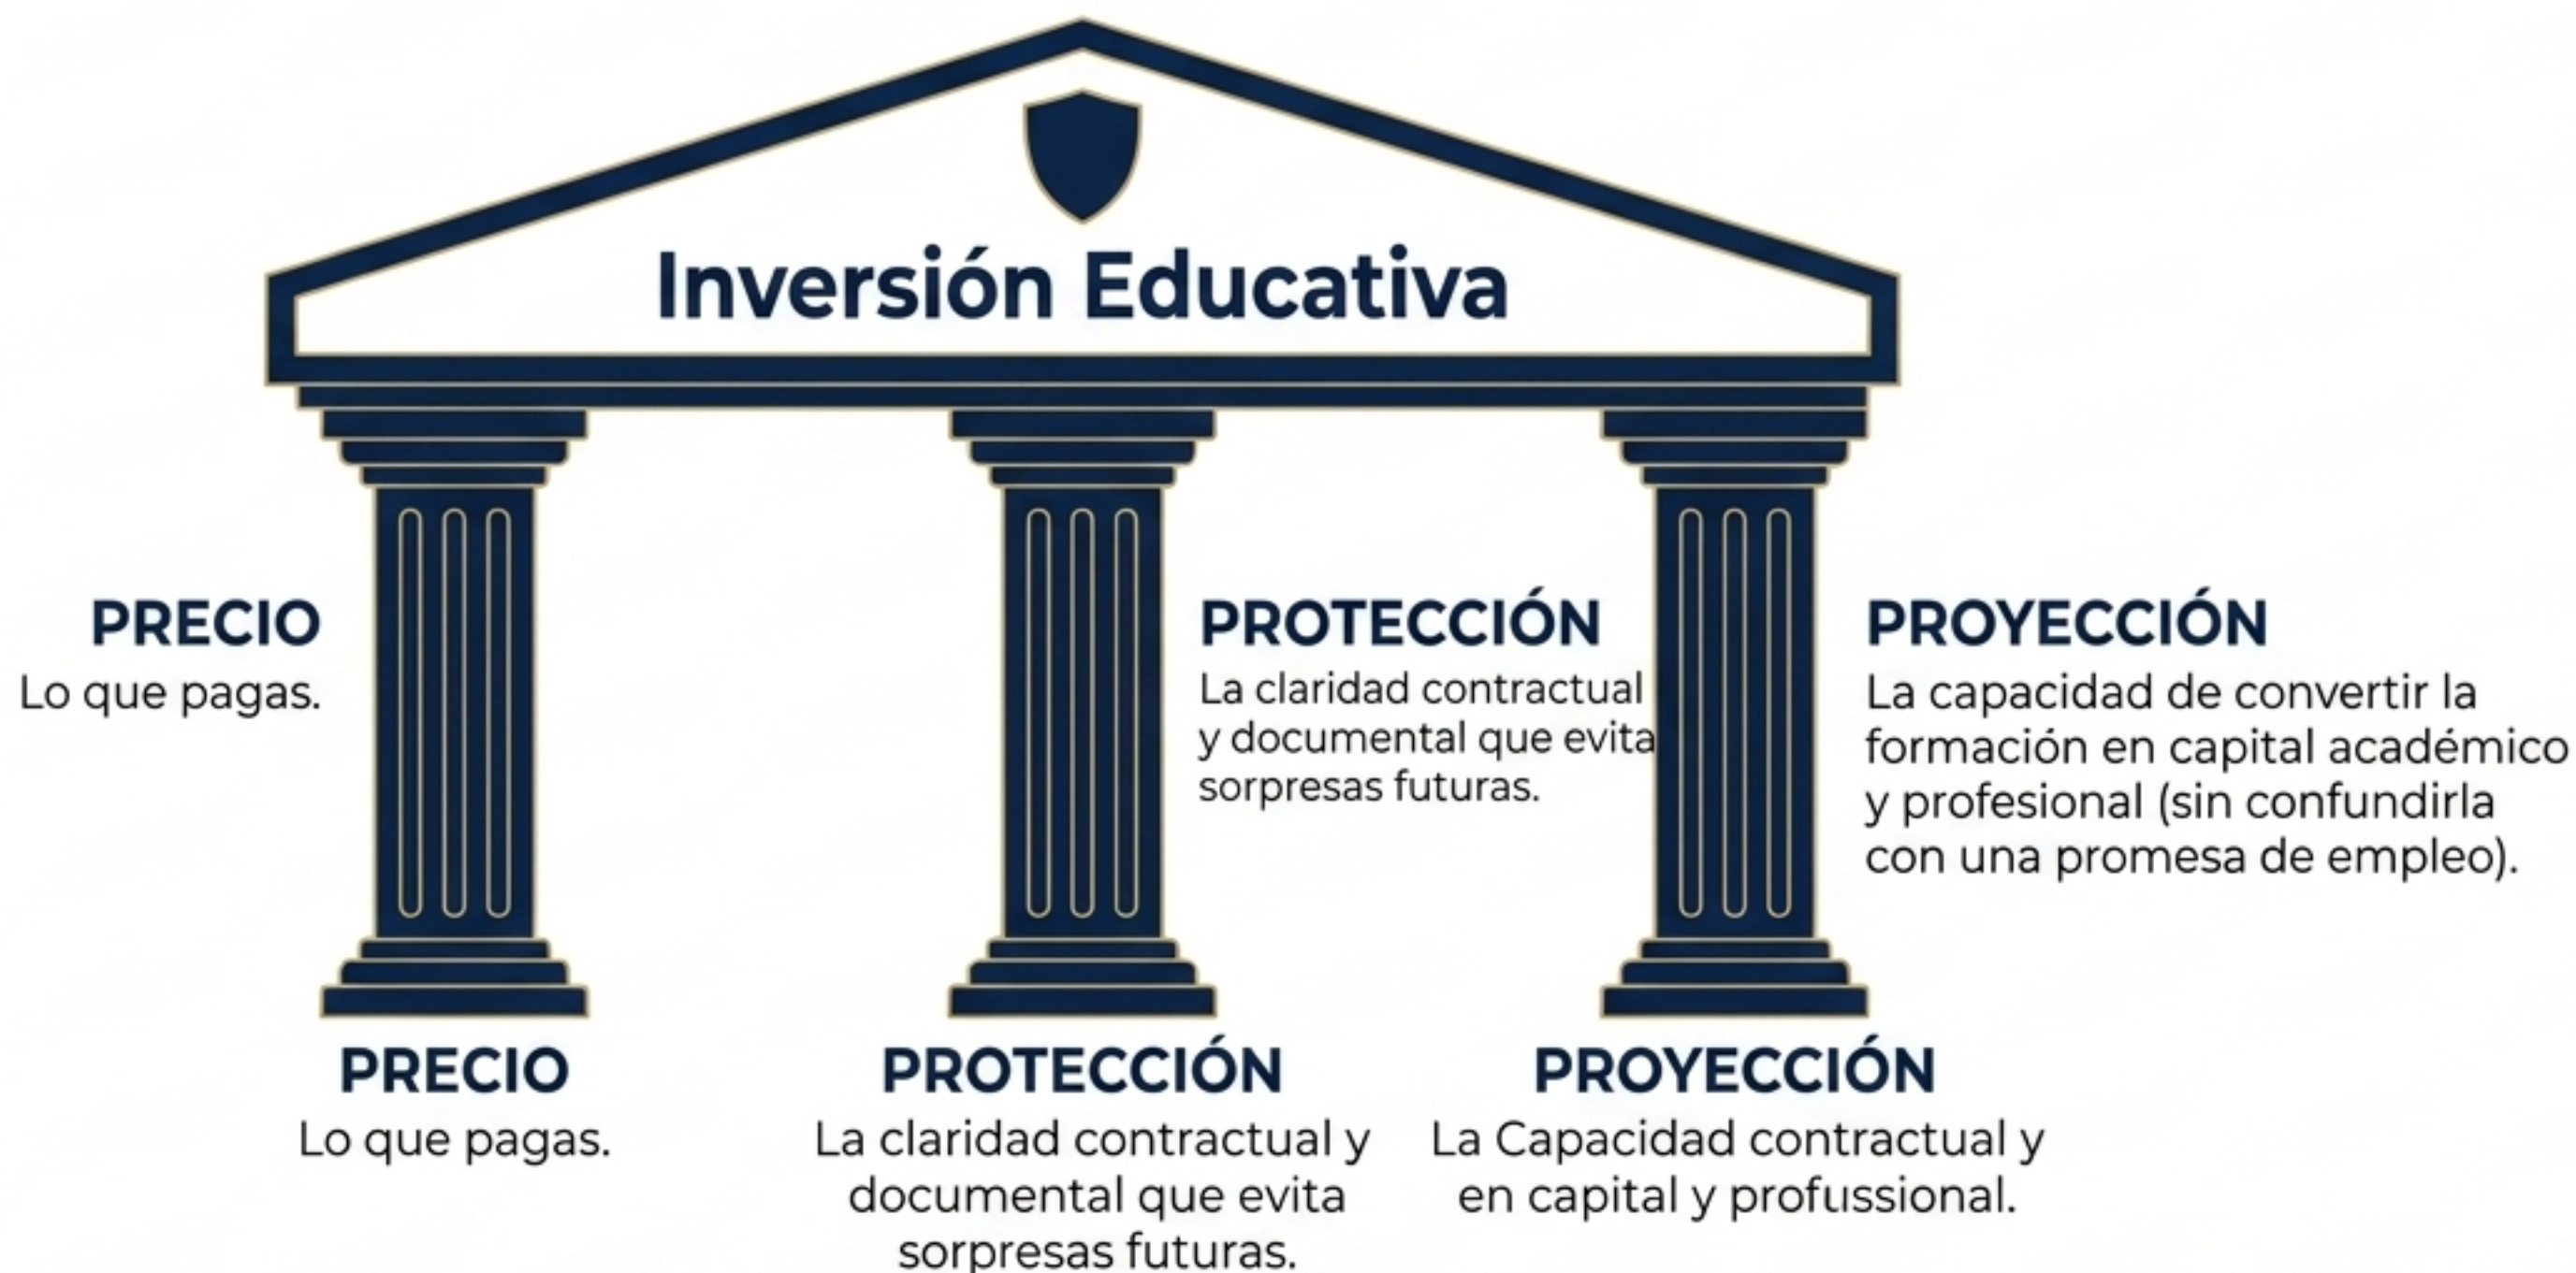 Inversión Educativa
PRECIO
Lo que pagas.
PROTECCIÓN
La claridad contractual
y documental que evita
sorpresas futuras.
PROYECCIÓN
La capacidad de convertir la
formación en capital académico
y profesional (sin confundirla
con una promesa de empleo).
PRECIO
Lo que pagas.
PROTECCIÓN
La claridad contractual y
documental que evita
sorpresas futuras.
PROYECCIÓN
La Capacidad contractual y
en capital y profussional.